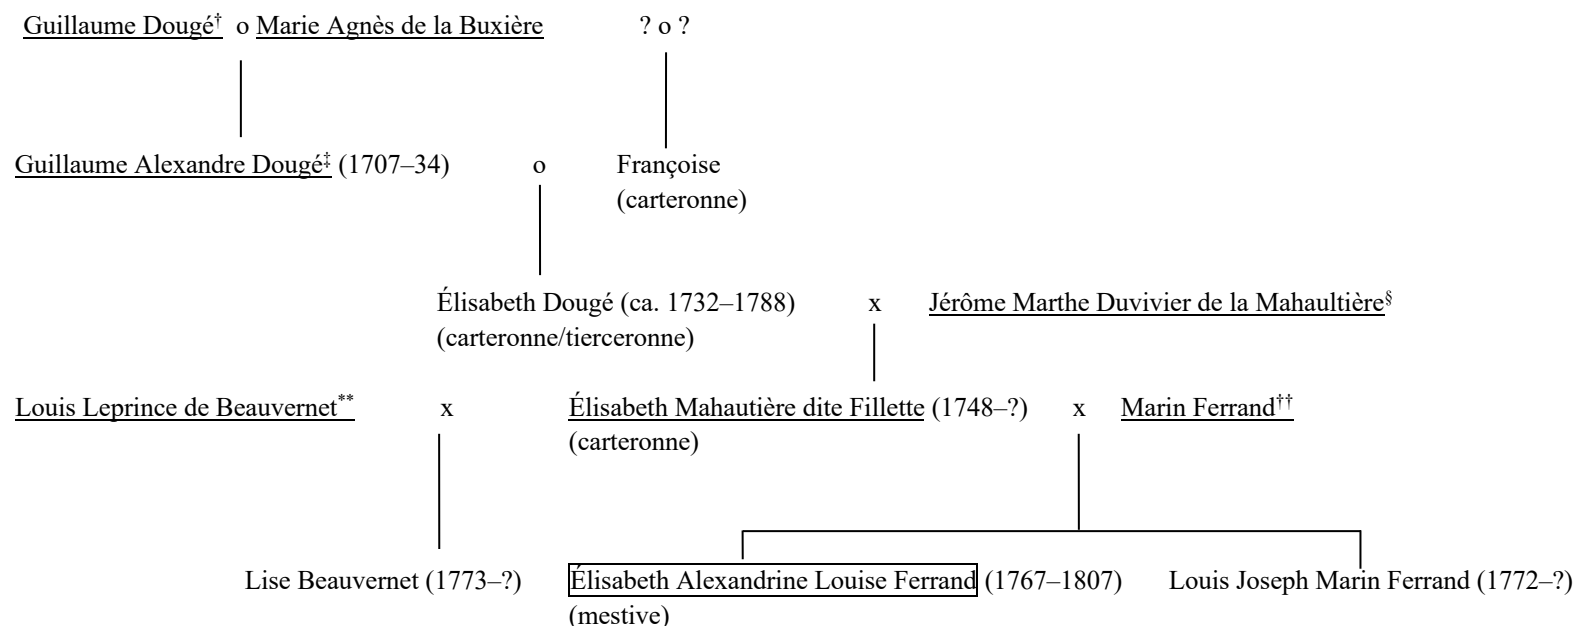 Guillaume Dougé† o Marie Agnès de la Buxière ? o ?
Guillaume Alexandre Dougé‡ (1707–34) o Françoise
(carteronne)
Élisabeth Dougé (ca. 1732–1788) x Jérôme Marthe Duvivier de la Mahaultière§
(carteronne/tierceronne)
Louis Leprince de Beauvernet** x Élisabeth Mahautière dite Fillette (1748–?) x Marin Ferrand††
(carteronne)
Lise Beauvernet (1773–?) Élisabeth Alexandrine Louise Ferrand (1767–1807) Louis Joseph Marin Ferrand (1772–?)
(mestive)